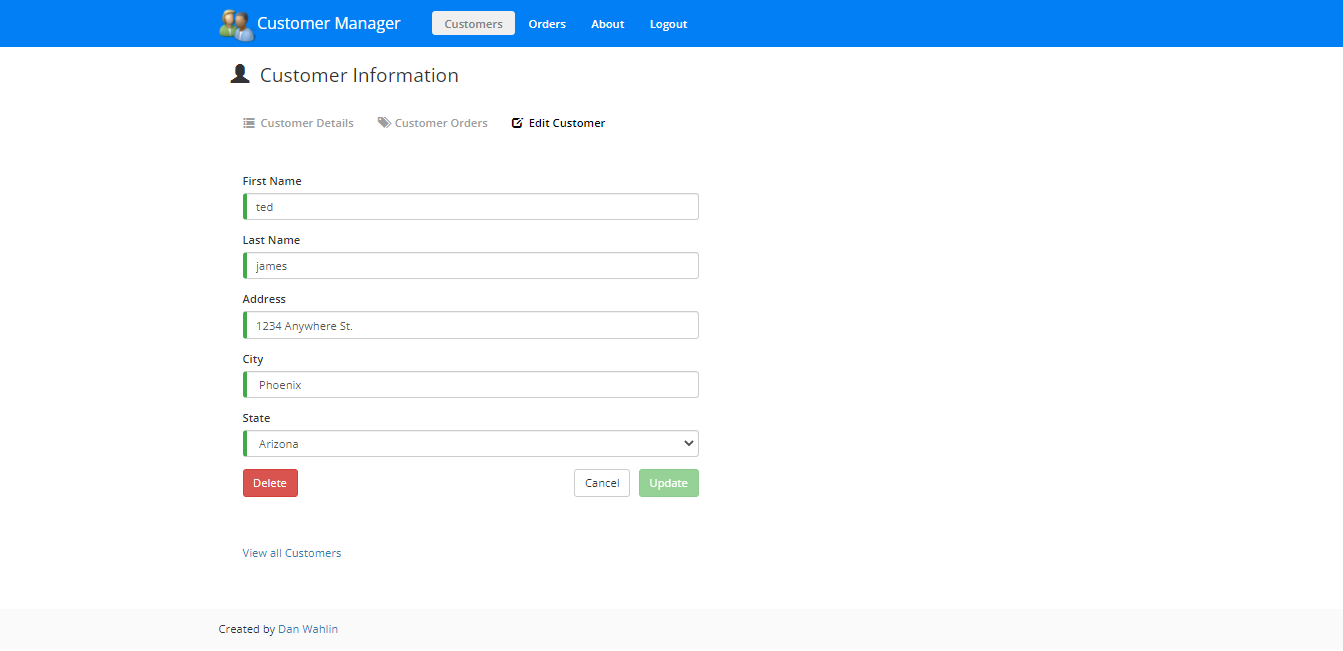 Customer Manager Customers Orders About Logout
Customer Information
Customer Details Customer Orders Edit Customer
First Name
ted
Last Name
james
Address
1234 Anywhere St.
City
Phoenix
State
Arizona
Delete Cancel Update
View all Customers
Created by Dan Wahlin